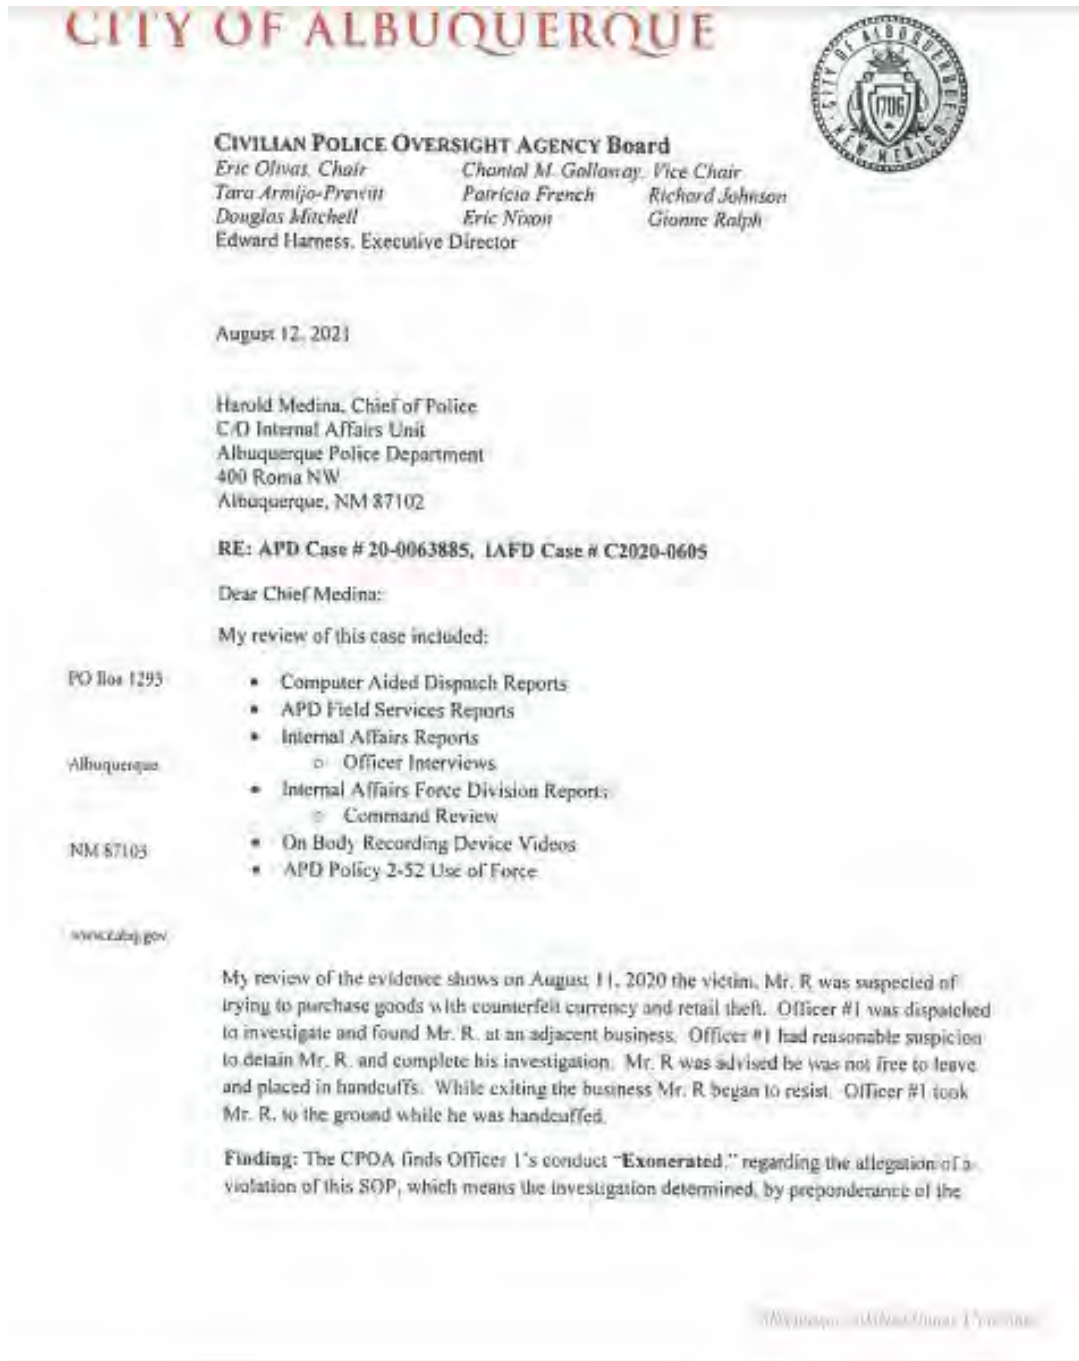 CITY OF ALBUQUERQUE
CITY OF ALBUQUERQUE
1706
NEW MEXICO
CIVILIAN POLICE OVERSIGHT AGENCY Board
Eric Olivas, Chair Chantal M. Galloway, Vice Chair
Tara Armijo-Prewitt Patricia French Richard Johnson
Douglas Mitchell Eric Nixon Gionne Ralph
Edward Harness, Executive Director
August 12, 2021
Harold Medina, Chief of Police
C/O Internal Affairs Unit
Albuquerque Police Department
400 Roma NW
Albuquerque, NM 87102
RE: APD Case # 20-0063885, IAFD Case # C2020-0605
Dear Chief Medina:
My review of this case included:
PO Box 1293
• Computer Aided Dispatch Reports
• APD Field Services Reports
• Internal Affairs Reports
○ Officer Interviews
Albuquerque
• Internal Affairs Force Division Reports
○ Command Review
• On Body Recording Device Videos
NM 87103
• APD Policy 2-52 Use of Force
www.cabq.gov
My review of the evidence shows on August 11, 2020 the victim, Mr. R was suspected of
trying to purchase goods with counterfeit currency and retail theft. Officer #1 was dispatched
to investigate and found Mr. R. at an adjacent business. Officer #1 had reasonable suspicion
to detain Mr. R. and complete his investigation. Mr. R was advised he was not free to leave
and placed in handcuffs. While exiting the business Mr. R began to resist. Officer #1 took
Mr. R. to the ground while he was handcuffed.
Finding: The CPOA finds Officer 1's conduct "Exonerated," regarding the allegation of a
violation of this SOP, which means the investigation determined, by preponderance of the